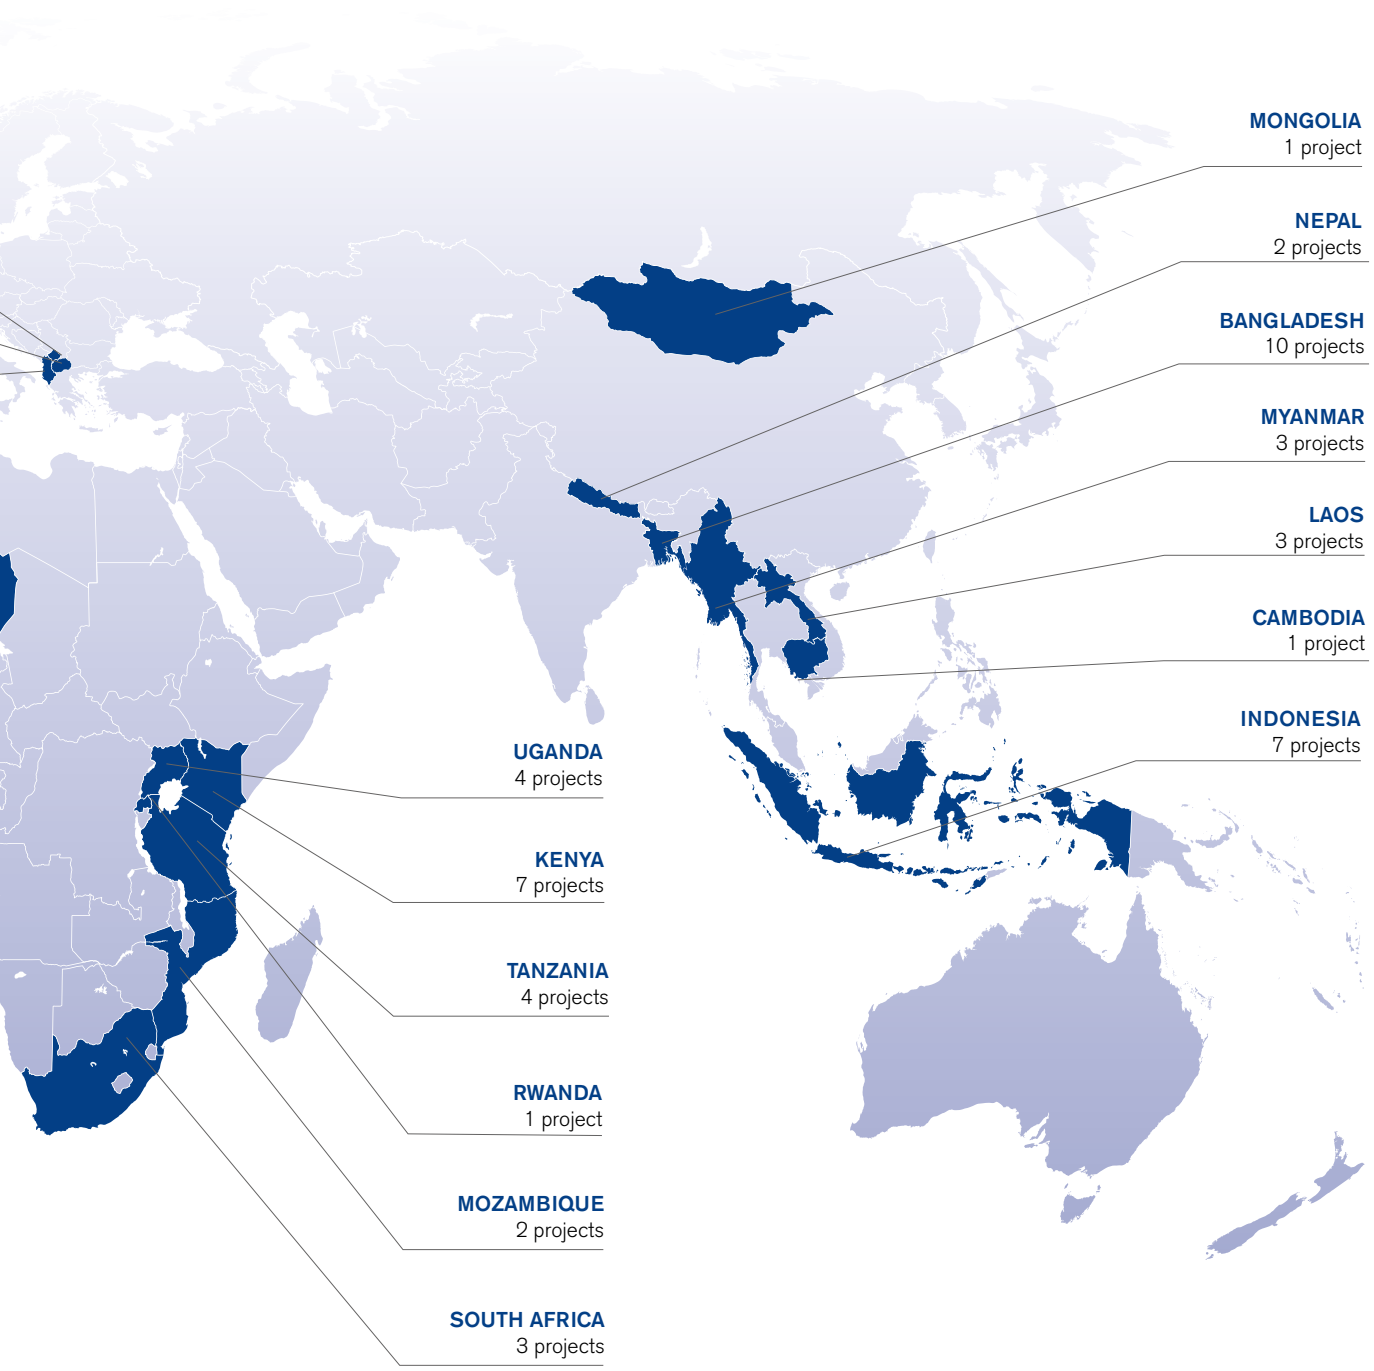 MONGOLIA
1 project
NEPAL
2 projects
BANGLADESH
10 projects
MYANMAR
3 projects
LAOS
3 projects
CAMBODIA
1 project
INDONESIA
7 projects
UGANDA
4 projects
KENYA
7 projects
TANZANIA
4 projects
RWANDA
1 project
MOZAMBIQUE
2 projects
SOUTH AFRICA
3 projects